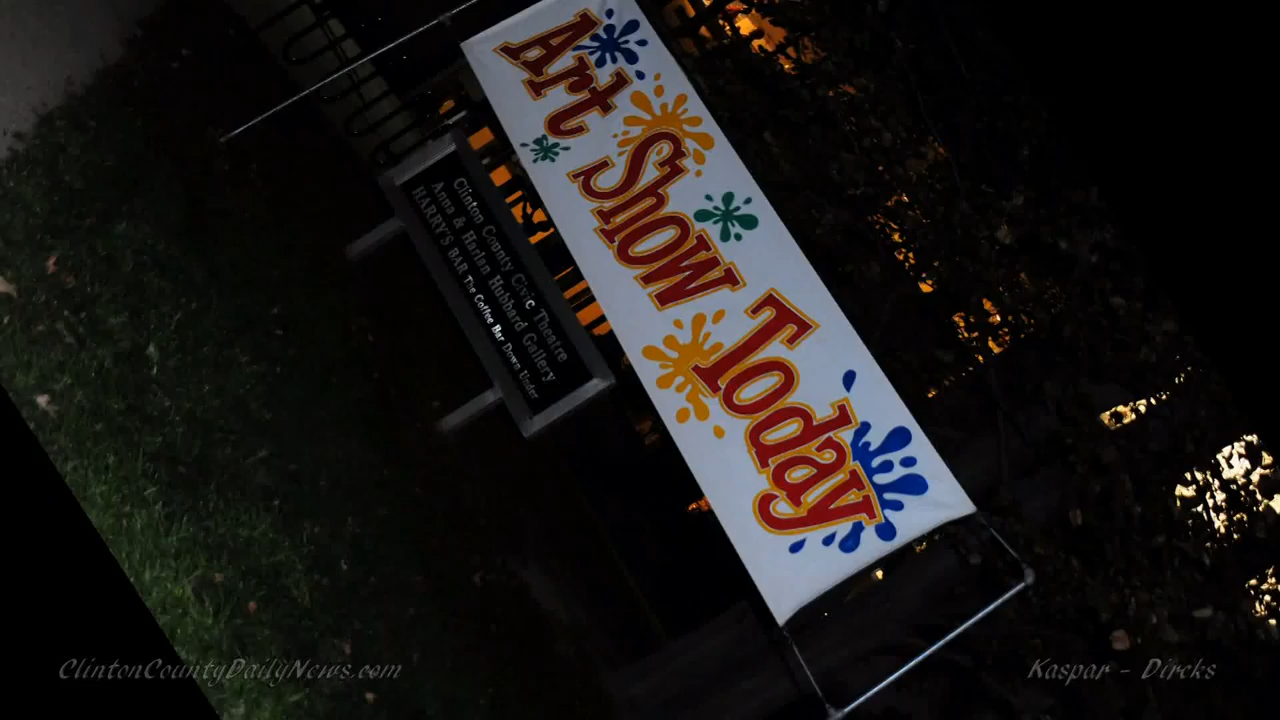 Art Show Today
Clinton County Civic Theatre
Anna & Harlan Hubbard Gallery
HARRY'S BAR The Coffee Bar Down Under
ClintonCountyDailyNews.com
Kaspar - Dircks